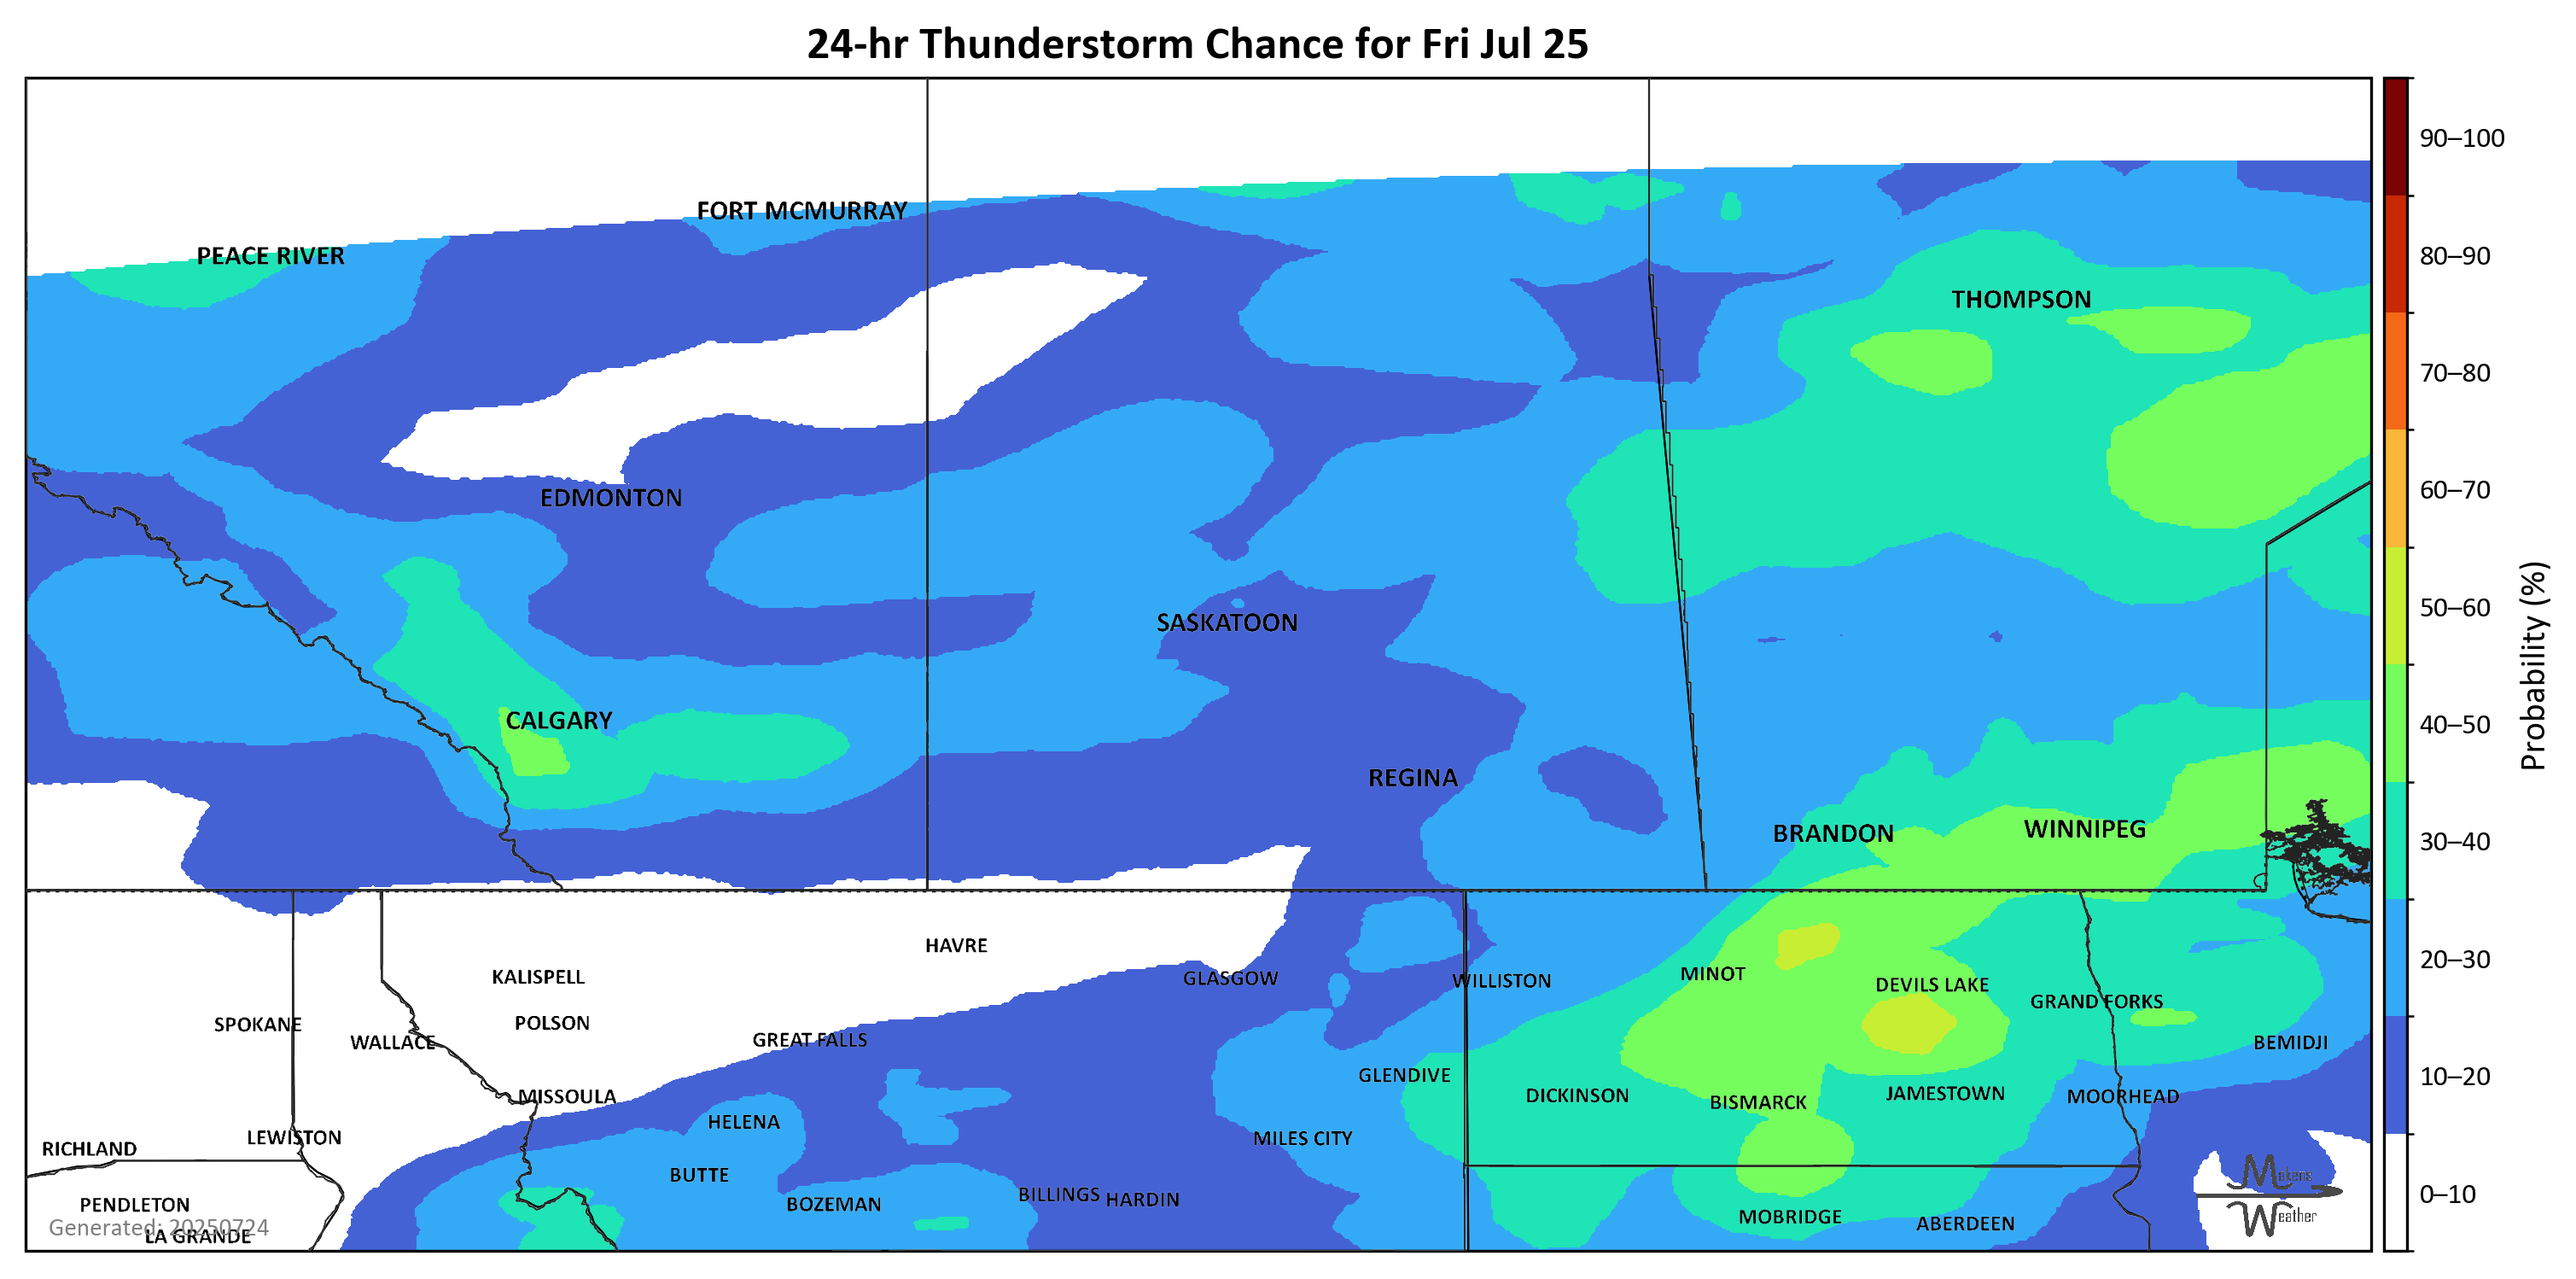 24-hr Thunderstorm Chance for Fri Jul 25
90–100
FORT MCMURRAY
PEACE RIVER
80–90
THOMPSON
70–80
60–70
EDMONTON
50–60
SASKATOON
CALGARY
40–50
Probability (%)
REGINA
BRANDON
WINNIPEG
30–40
HAVRE
20–30
KALISPELL
GLASGOW
WILLISTON
MINOT
DEVILS LAKE
GRAND FORKS
SPOKANE
POLSON
WALLACE
GREAT FALLS
BEMIDJI
GLENDIVE
10–20
MISSOULA
DICKINSON
BISMARCK
JAMESTOWN
MOORHEAD
HELENA
LEWISTON
MILES CITY
RICHLAND
BUTTE
Makens
BILLINGS
HARDIN
0–10
PENDLETON
BOZEMAN
Weather
MOBRIDGE
ABERDEEN
Generated: 20250724
LA GRANDE